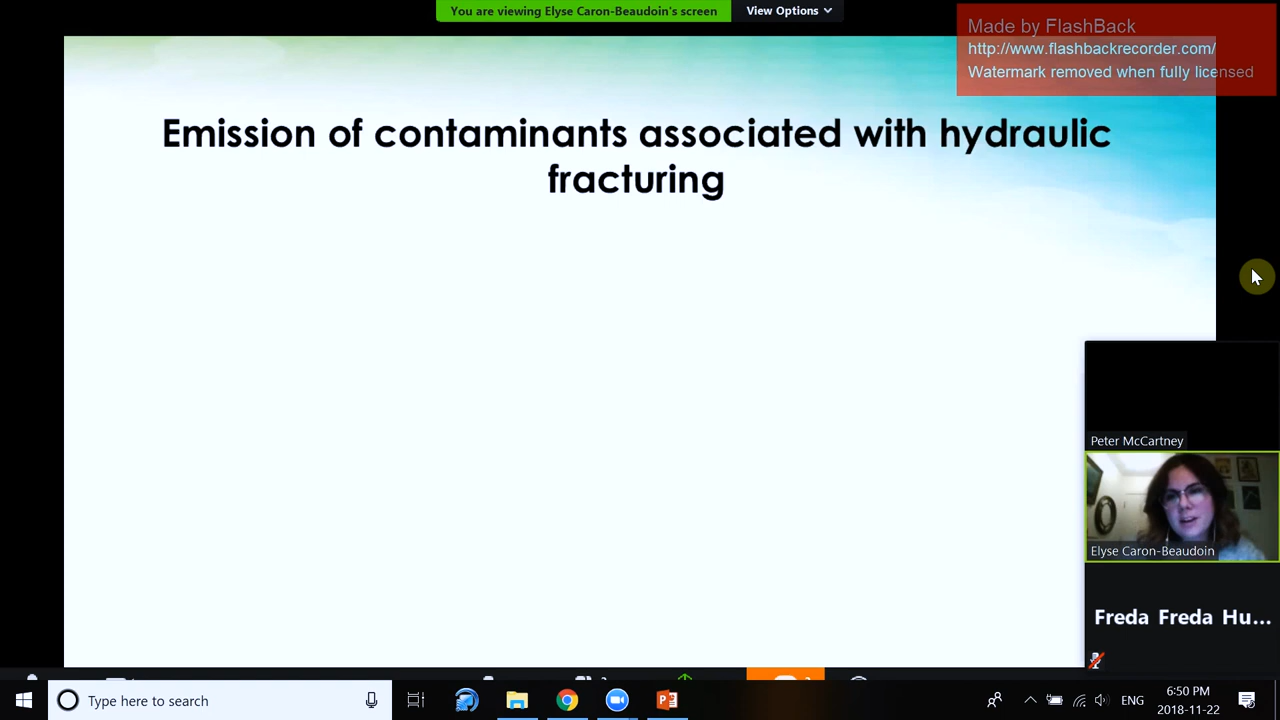 You are viewing Elyse Caron-Beaudoin's screen
View Options
Made by FlashBack
http://www.flashbackrecorder.com/
Watermark removed when fully licensed
Emission of contaminants associated with hydraulic
fracturing
Peter McCartney
Elyse Caron-Beaudoin
Freda Freda Hu...
Type here to search
ENG
6:50 PM
2018-11-22